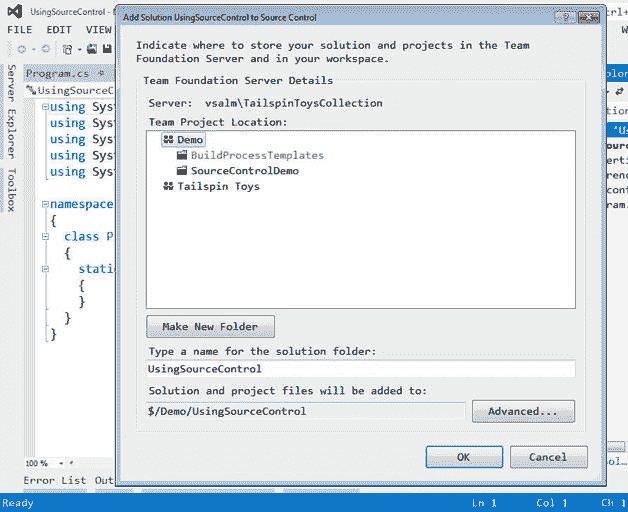 UsingSourceControl -
Add Solution UsingSourceControl to Source Control
FILE EDIT VIEW
Server Explorer Toolbox
Program.cs
UsingSourceC
using Sys
using Sys
using Sys
using Sys
using Sys
namespace
{
class P
{
stati
{
}
}
}
100 %
Error List Out
Indicate where to store your solution and projects in the Team
Foundation Server and in your workspace.
Team Foundation Server Details
Server: vsalm\TailspinToysCollection
Team Project Location:
Demo
BuildProcessTemplates
SourceControlDemo
Tailspin Toys
Make New Folder
Type a name for the solution folder:
UsingSourceControl
Solution and project files will be added to:
$/Demo/UsingSourceControl
Advanced...
OK Cancel
Ready Ln 1 Col 1 Ch 1